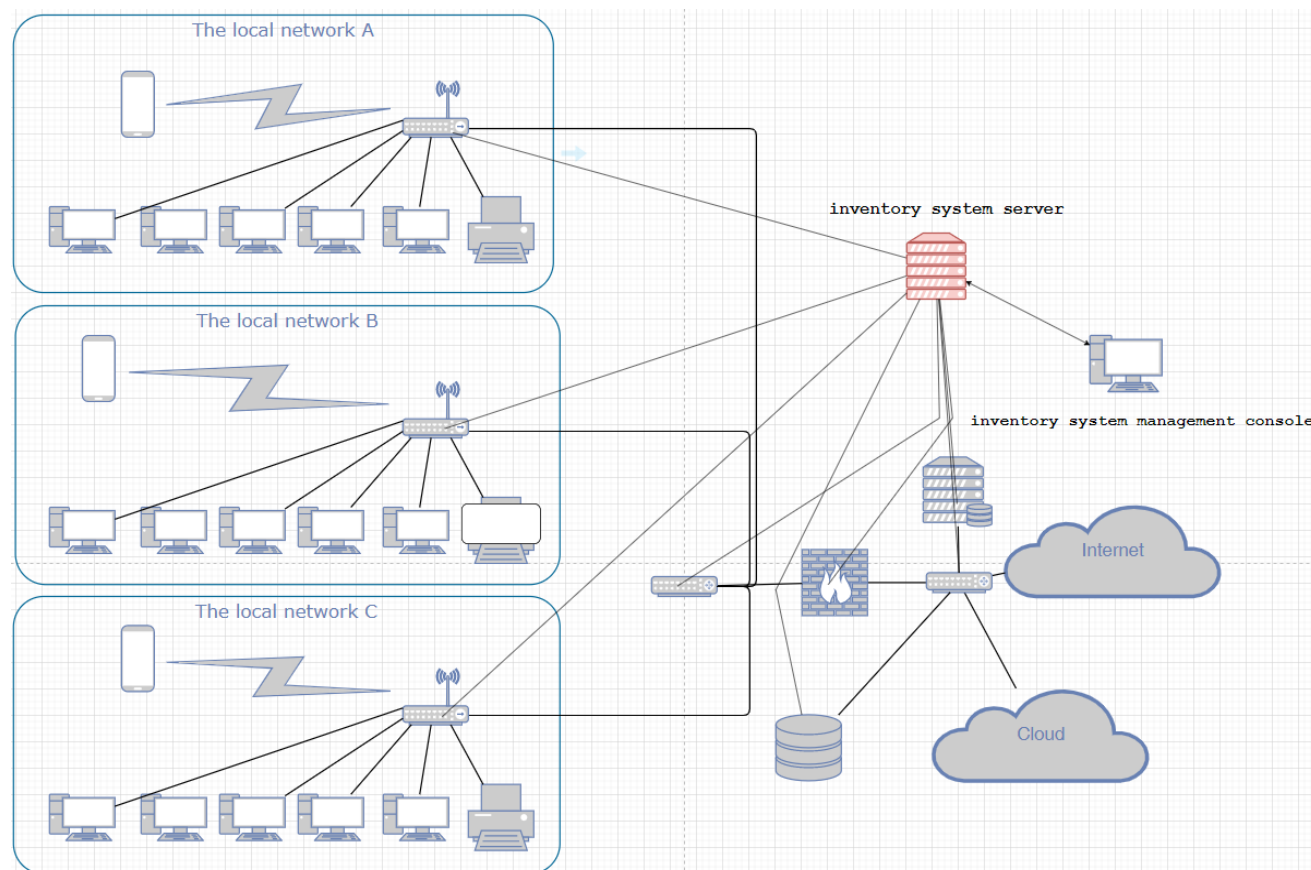 The local network A
inventory system server
The local network B
inventory system management console
Internet
The local network C
Cloud